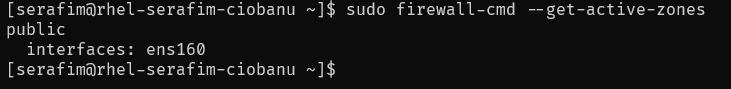 [serafim@rhel-serafim-ciobanu ~]$ sudo firewall-cmd --get-active-zones
public
  interfaces: ens160
[serafim@rhel-serafim-ciobanu ~]$